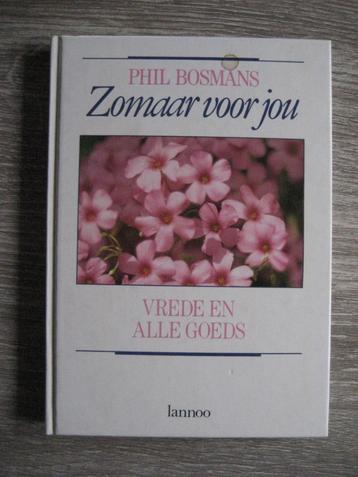 PHIL BOSMANS
Zomaar voor jou
VREDE EN
ALLE GOEDS
lannoo